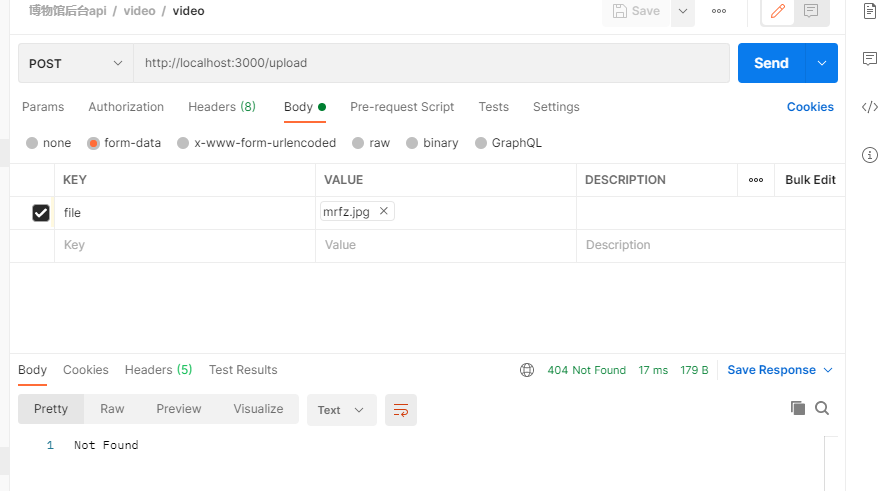 博物馆后台api / video / video
Save
POST http://localhost:3000/upload Send
Params Authorization Headers (8) Body Pre-request Script Tests Settings Cookies
none form-data x-www-form-urlencoded raw binary GraphQL
KEY VALUE DESCRIPTION Bulk Edit
file mrfz.jpg
Key Value Description
Body Cookies Headers (5) Test Results 404 Not Found 17 ms 179 B Save Response
Pretty Raw Preview Visualize Text
1 Not Found